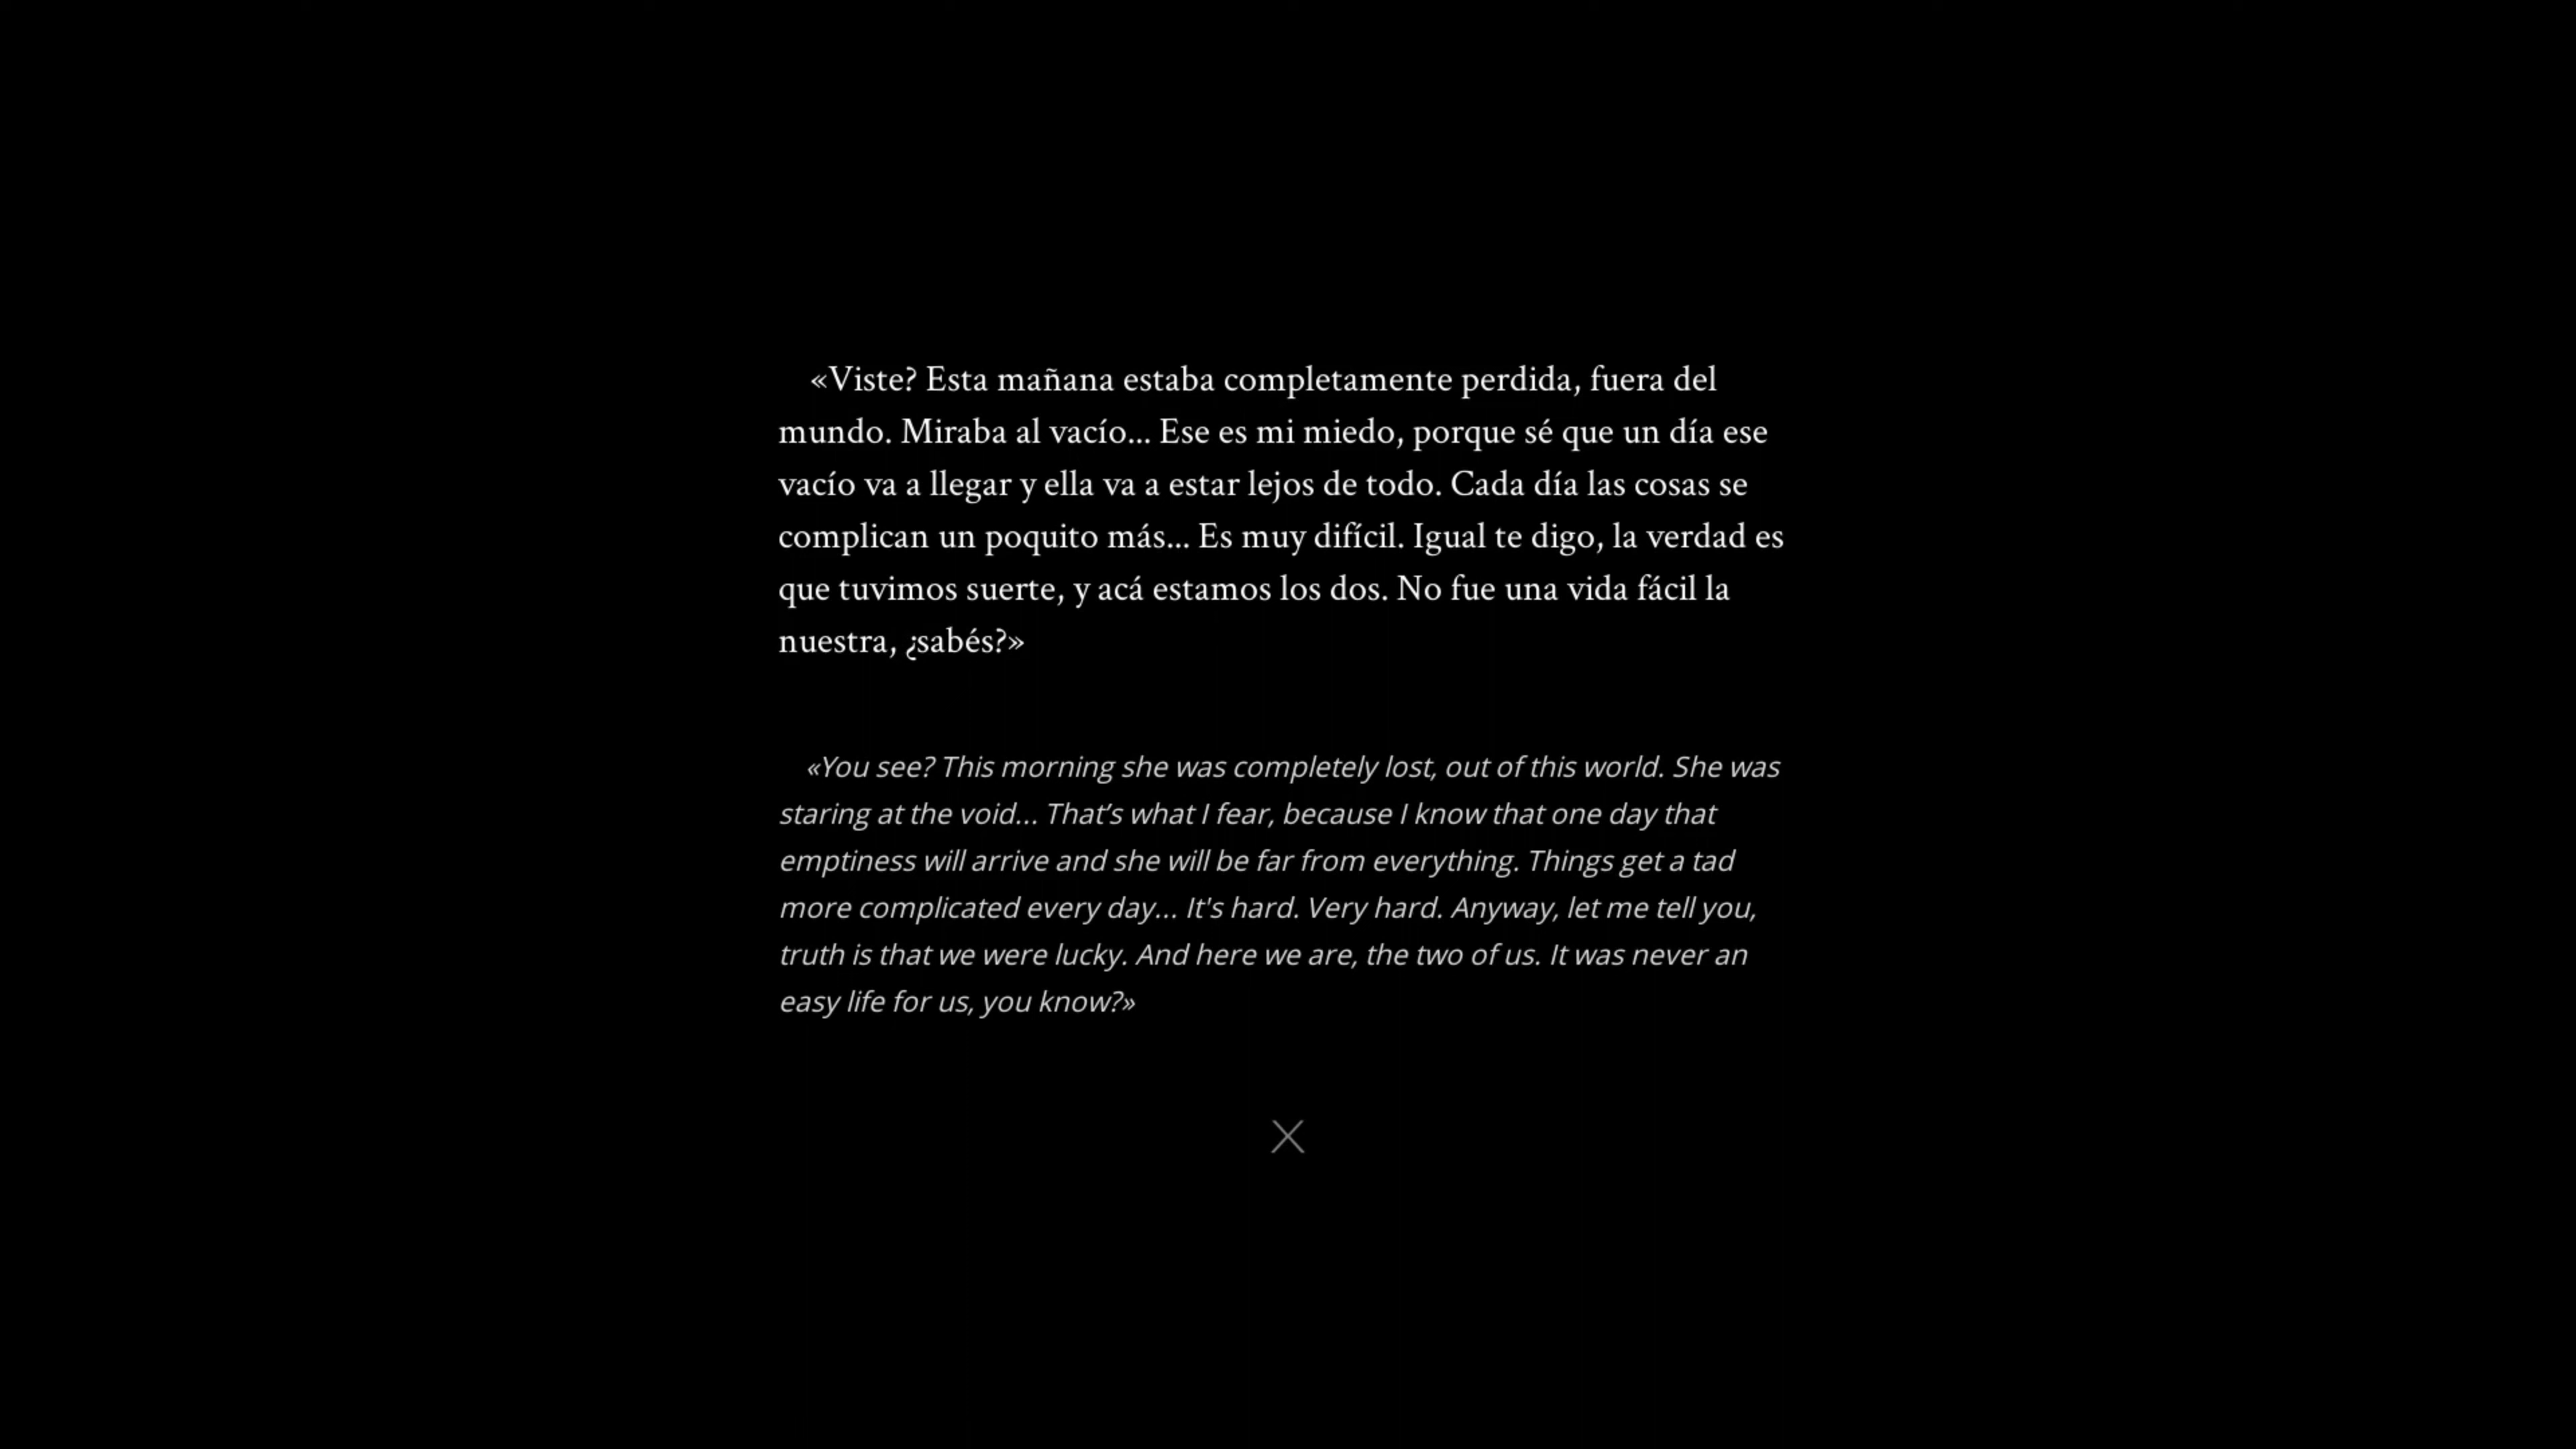 «Viste? Esta mañana estaba completamente perdida, fuera del
mundo. Miraba al vacío... Ese es mi miedo, porque sé que un día ese
vacío va a llegar y ella va a estar lejos de todo. Cada día las cosas se
complican un poquito más... Es muy difícil. Igual te digo, la verdad es
que tuvimos suerte, y acá estamos los dos. No fue una vida fácil la
nuestra, ¿sabés?»
«You see? This morning she was completely lost, out of this world. She was
staring at the void... That’s what I fear, because I know that one day that
emptiness will arrive and she will be far from everything. Things get a tad
more complicated every day... It's hard. Very hard. Anyway, let me tell you,
truth is that we were lucky. And here we are, the two of us. It was never an
easy life for us, you know?»